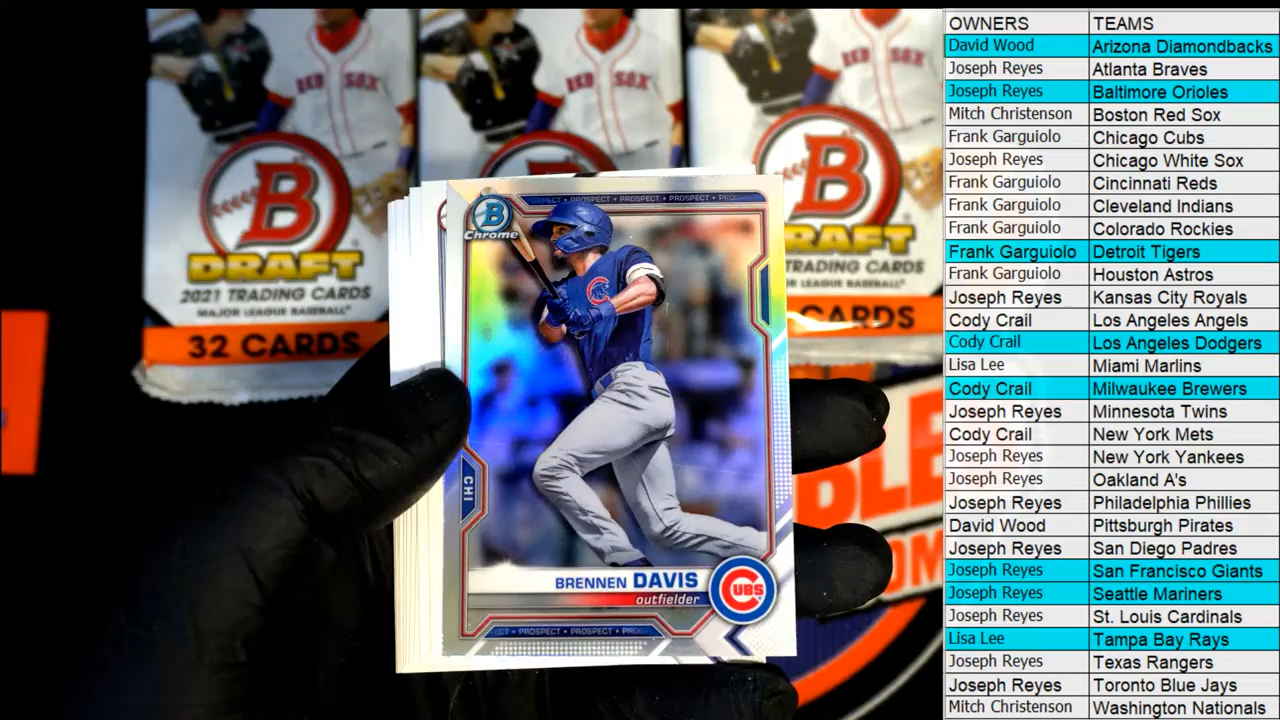 RED SOX
RED SOX
RED SOX
B
DRAFT
2021 TRADING CARDS
MAJOR LEAGUE BASEBALL
32 CARDS
B
DRAFT
TRADING CARDS
LEAGUE BASEBALL
CARDS
PROSPECT • PROSPECT • PROSPECT
B
Chrome
C
CHI
BRENNEN DAVIS
outfielder
CUBS
PROSPECT • PROSPECT
OWNERS TEAMS
David Wood Arizona Diamondbacks
Joseph Reyes Atlanta Braves
Joseph Reyes Baltimore Orioles
Mitch Christenson Boston Red Sox
Frank Garguiolo Chicago Cubs
Joseph Reyes Chicago White Sox
Frank Garguiolo Cincinnati Reds
Frank Garguiolo Cleveland Indians
Frank Garguiolo Colorado Rockies
Frank Garguiolo Detroit Tigers
Frank Garguiolo Houston Astros
Joseph Reyes Kansas City Royals
Cody Crail Los Angeles Angels
Cody Crail Los Angeles Dodgers
Lisa Lee Miami Marlins
Cody Crail Milwaukee Brewers
Joseph Reyes Minnesota Twins
Cody Crail New York Mets
Joseph Reyes New York Yankees
Joseph Reyes Oakland A's
Joseph Reyes Philadelphia Phillies
David Wood Pittsburgh Pirates
Joseph Reyes San Diego Padres
Joseph Reyes San Francisco Giants
Joseph Reyes Seattle Mariners
Joseph Reyes St. Louis Cardinals
Lisa Lee Tampa Bay Rays
Joseph Reyes Texas Rangers
Joseph Reyes Toronto Blue Jays
Mitch Christenson Washington Nationals